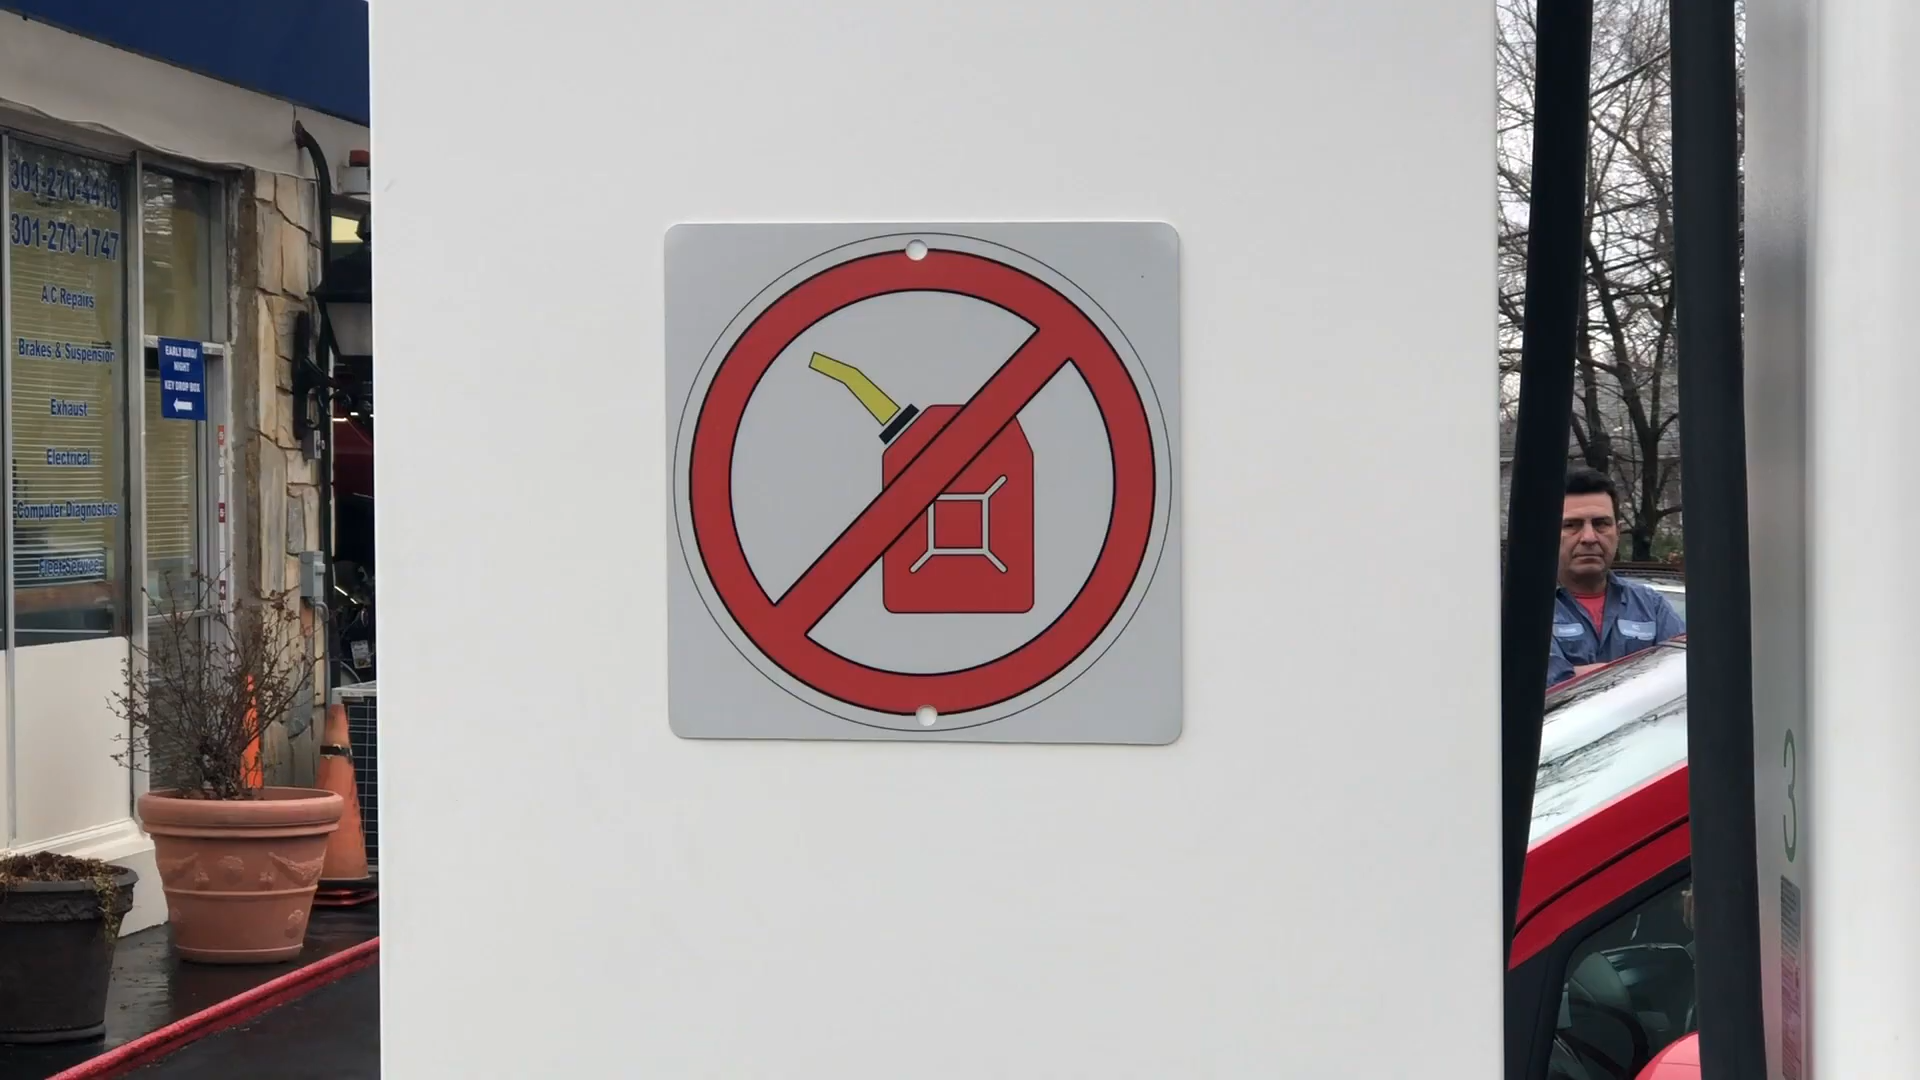 301-270-4418
301-270-1747
A C Repairs
Brakes & Suspension
Exhaust
Electrical
Computer Diagnostics
Fleet Service
EARLY BIRD/
NIGHT
KEY DROP BOX
3